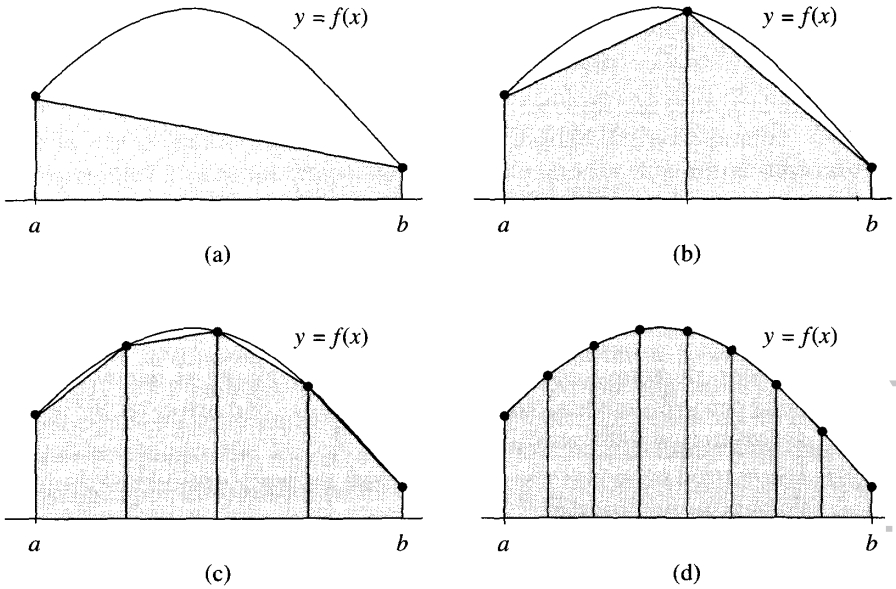 y = f(x)
a b
(a)
y = f(x)
a b
(b)
y = f(x)
a b
(c)
y = f(x)
a b
(d)